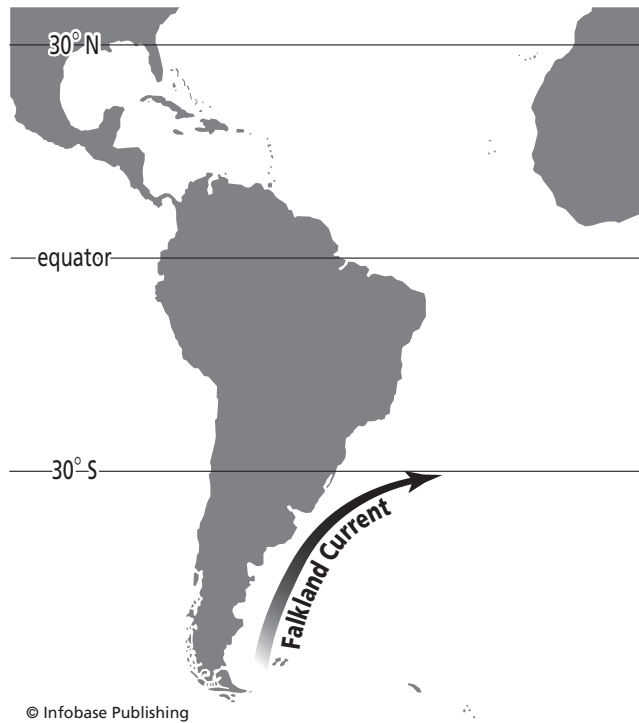 30° N
equator
30° S
Falkland Current
© Infobase Publishing